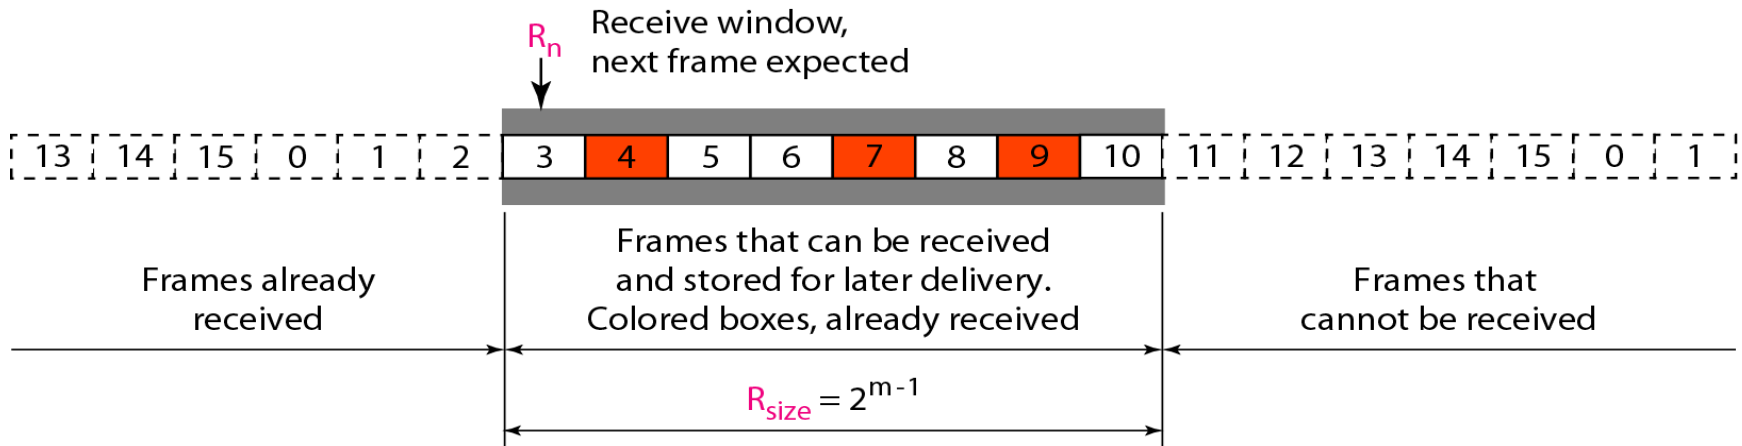 Rn
Receive window,
next frame expected
13 14 15 0 1 2 3 4 5 6 7 8 9 10 11 12 13 14 15 0 1
Frames already
received
Frames that can be received
and stored for later delivery.
Colored boxes, already received
Frames that
cannot be received
Rsize = 2^m-1